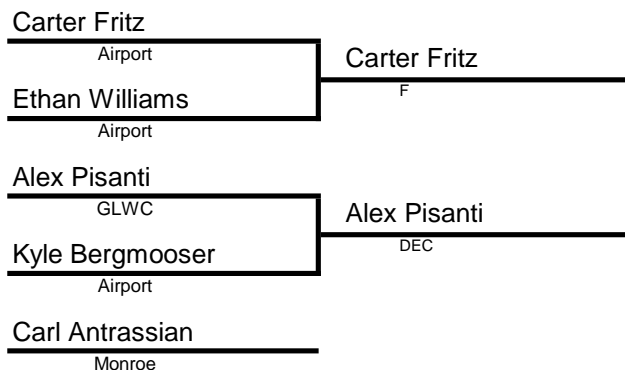 Carter Fritz
Airport
Carter Fritz
F
Ethan Williams
Airport
Alex Pisanti
GLWC
Alex Pisanti
DEC
Kyle Bergmooser
Airport
Carl Antrassian
Monroe